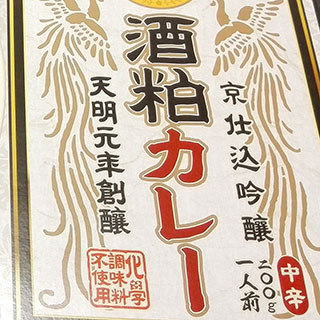 酒粕カレー
京仕込吟醸
天明元年創醸
化學
調味料
不使用
二〇〇g
一人前
中辛